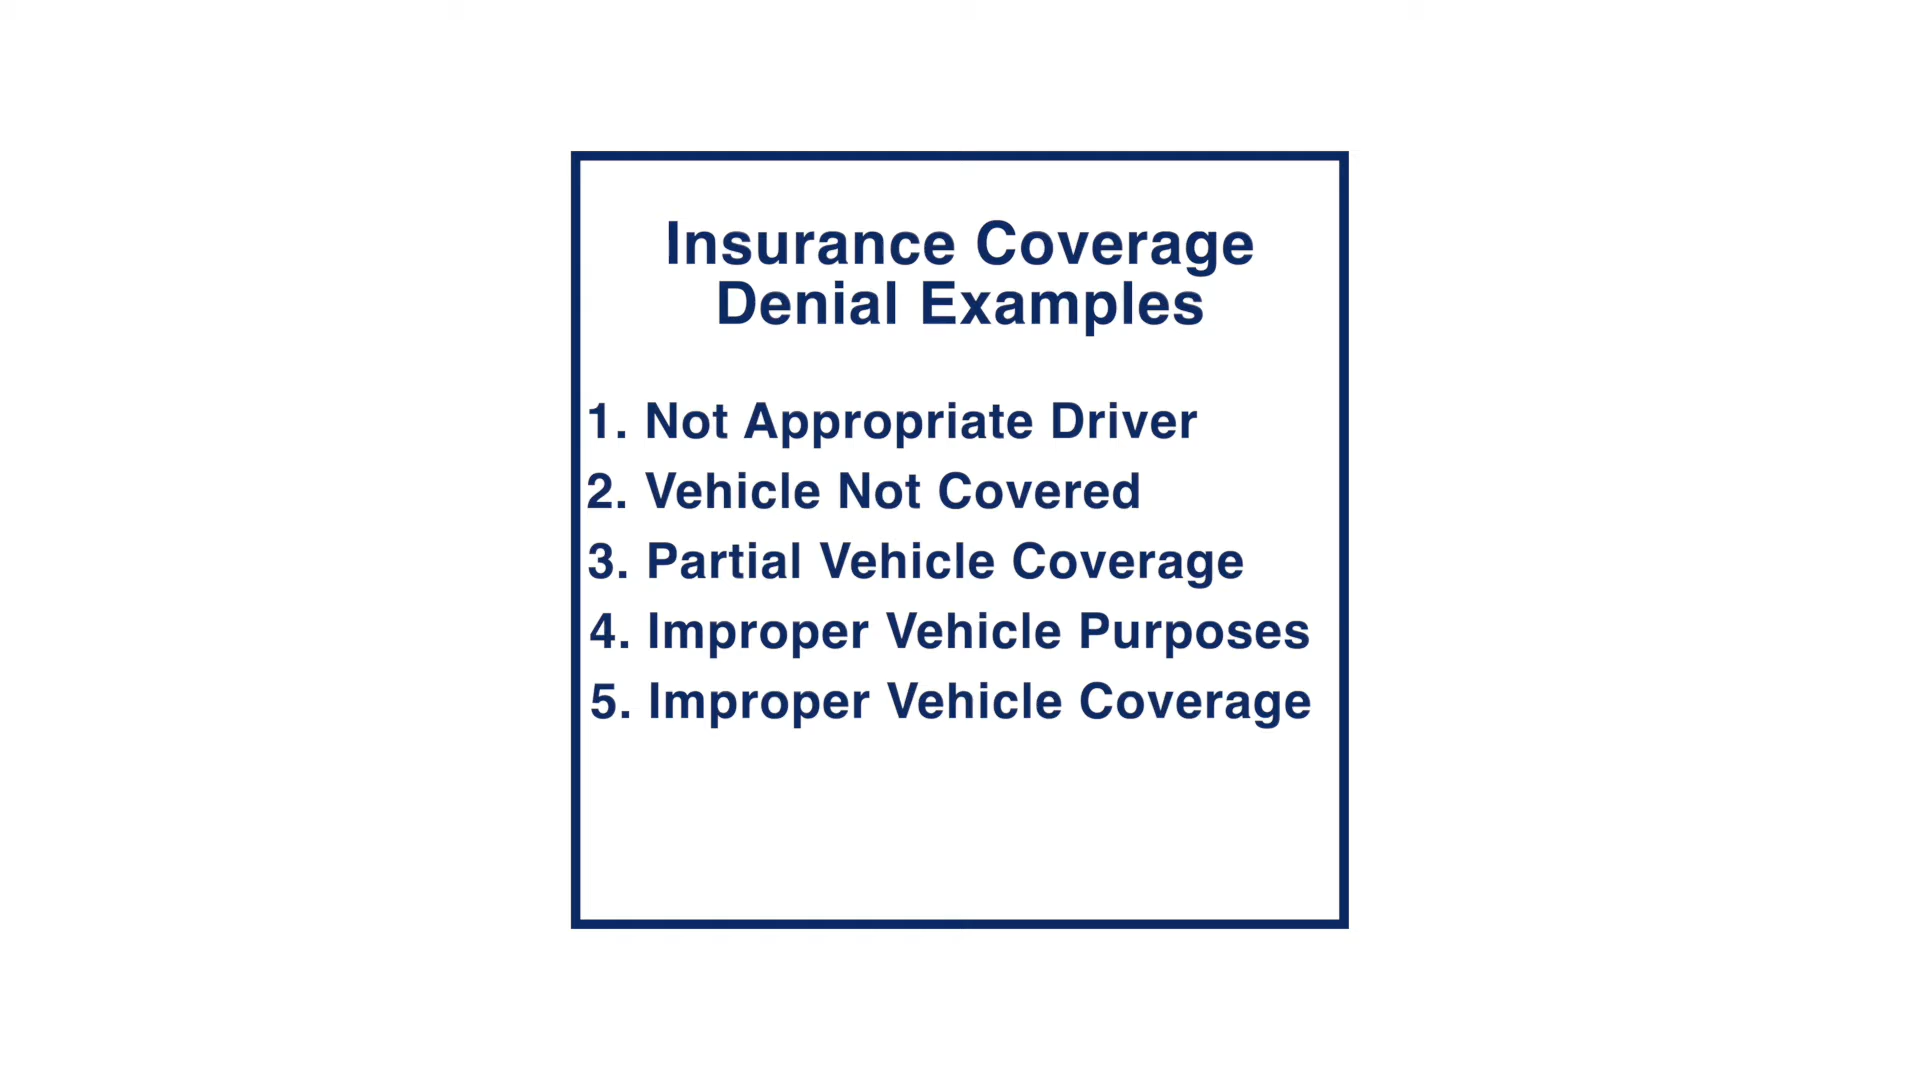 Insurance Coverage
Denial Examples
1. Not Appropriate Driver
2. Vehicle Not Covered
3. Partial Vehicle Coverage
4. Improper Vehicle Purposes
5. Improper Vehicle Coverage